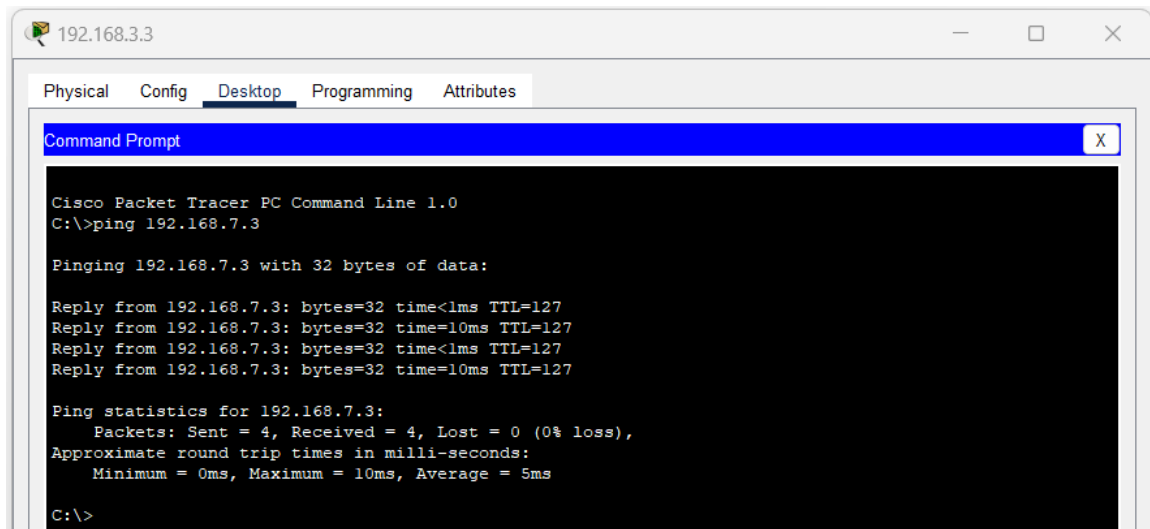 192.168.3.3
Physical Config Desktop Programming Attributes
Command Prompt
X
Cisco Packet Tracer PC Command Line 1.0
C:\>ping 192.168.7.3
Pinging 192.168.7.3 with 32 bytes of data:
Reply from 192.168.7.3: bytes=32 time<1ms TTL=127
Reply from 192.168.7.3: bytes=32 time=10ms TTL=127
Reply from 192.168.7.3: bytes=32 time<1ms TTL=127
Reply from 192.168.7.3: bytes=32 time=10ms TTL=127
Ping statistics for 192.168.7.3:
Packets: Sent = 4, Received = 4, Lost = 0 (0% loss),
Approximate round trip times in milli-seconds:
Minimum = 0ms, Maximum = 10ms, Average = 5ms
C:\>